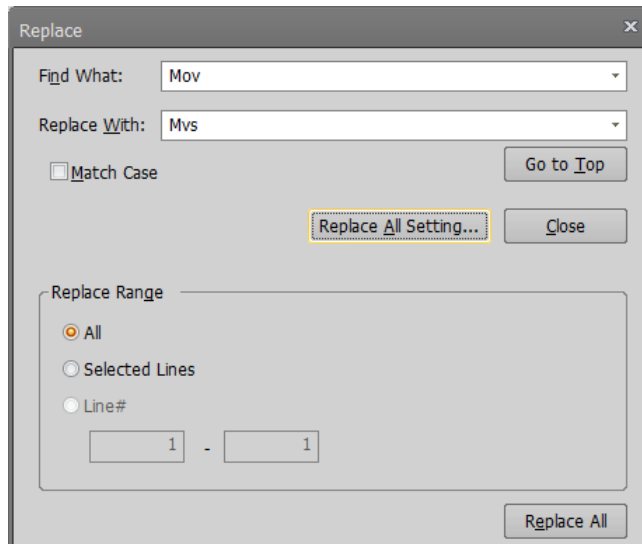 Replace
Find What: Mov
Replace With: Mvs
Match Case
Go to Top
Replace All Setting... Close
Replace Range
All
Selected Lines
Line#
1 - 1
Replace All